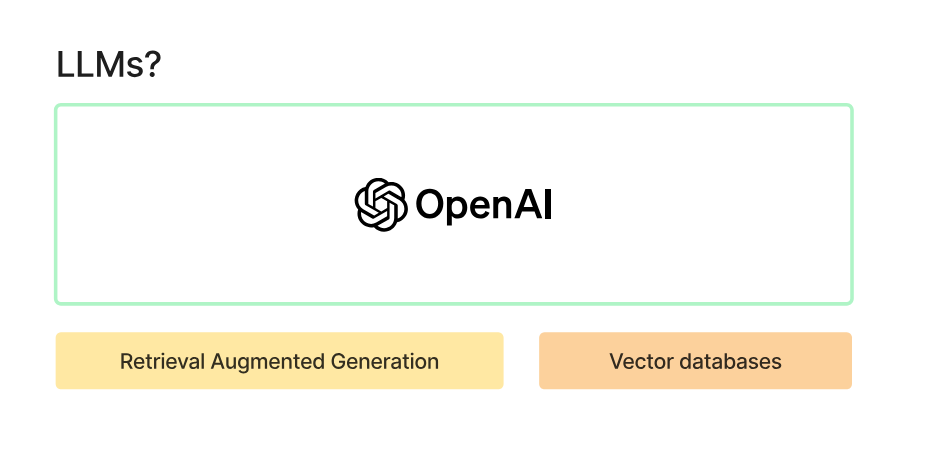 LLMs?
OpenAI
Retrieval Augmented Generation
Vector databases